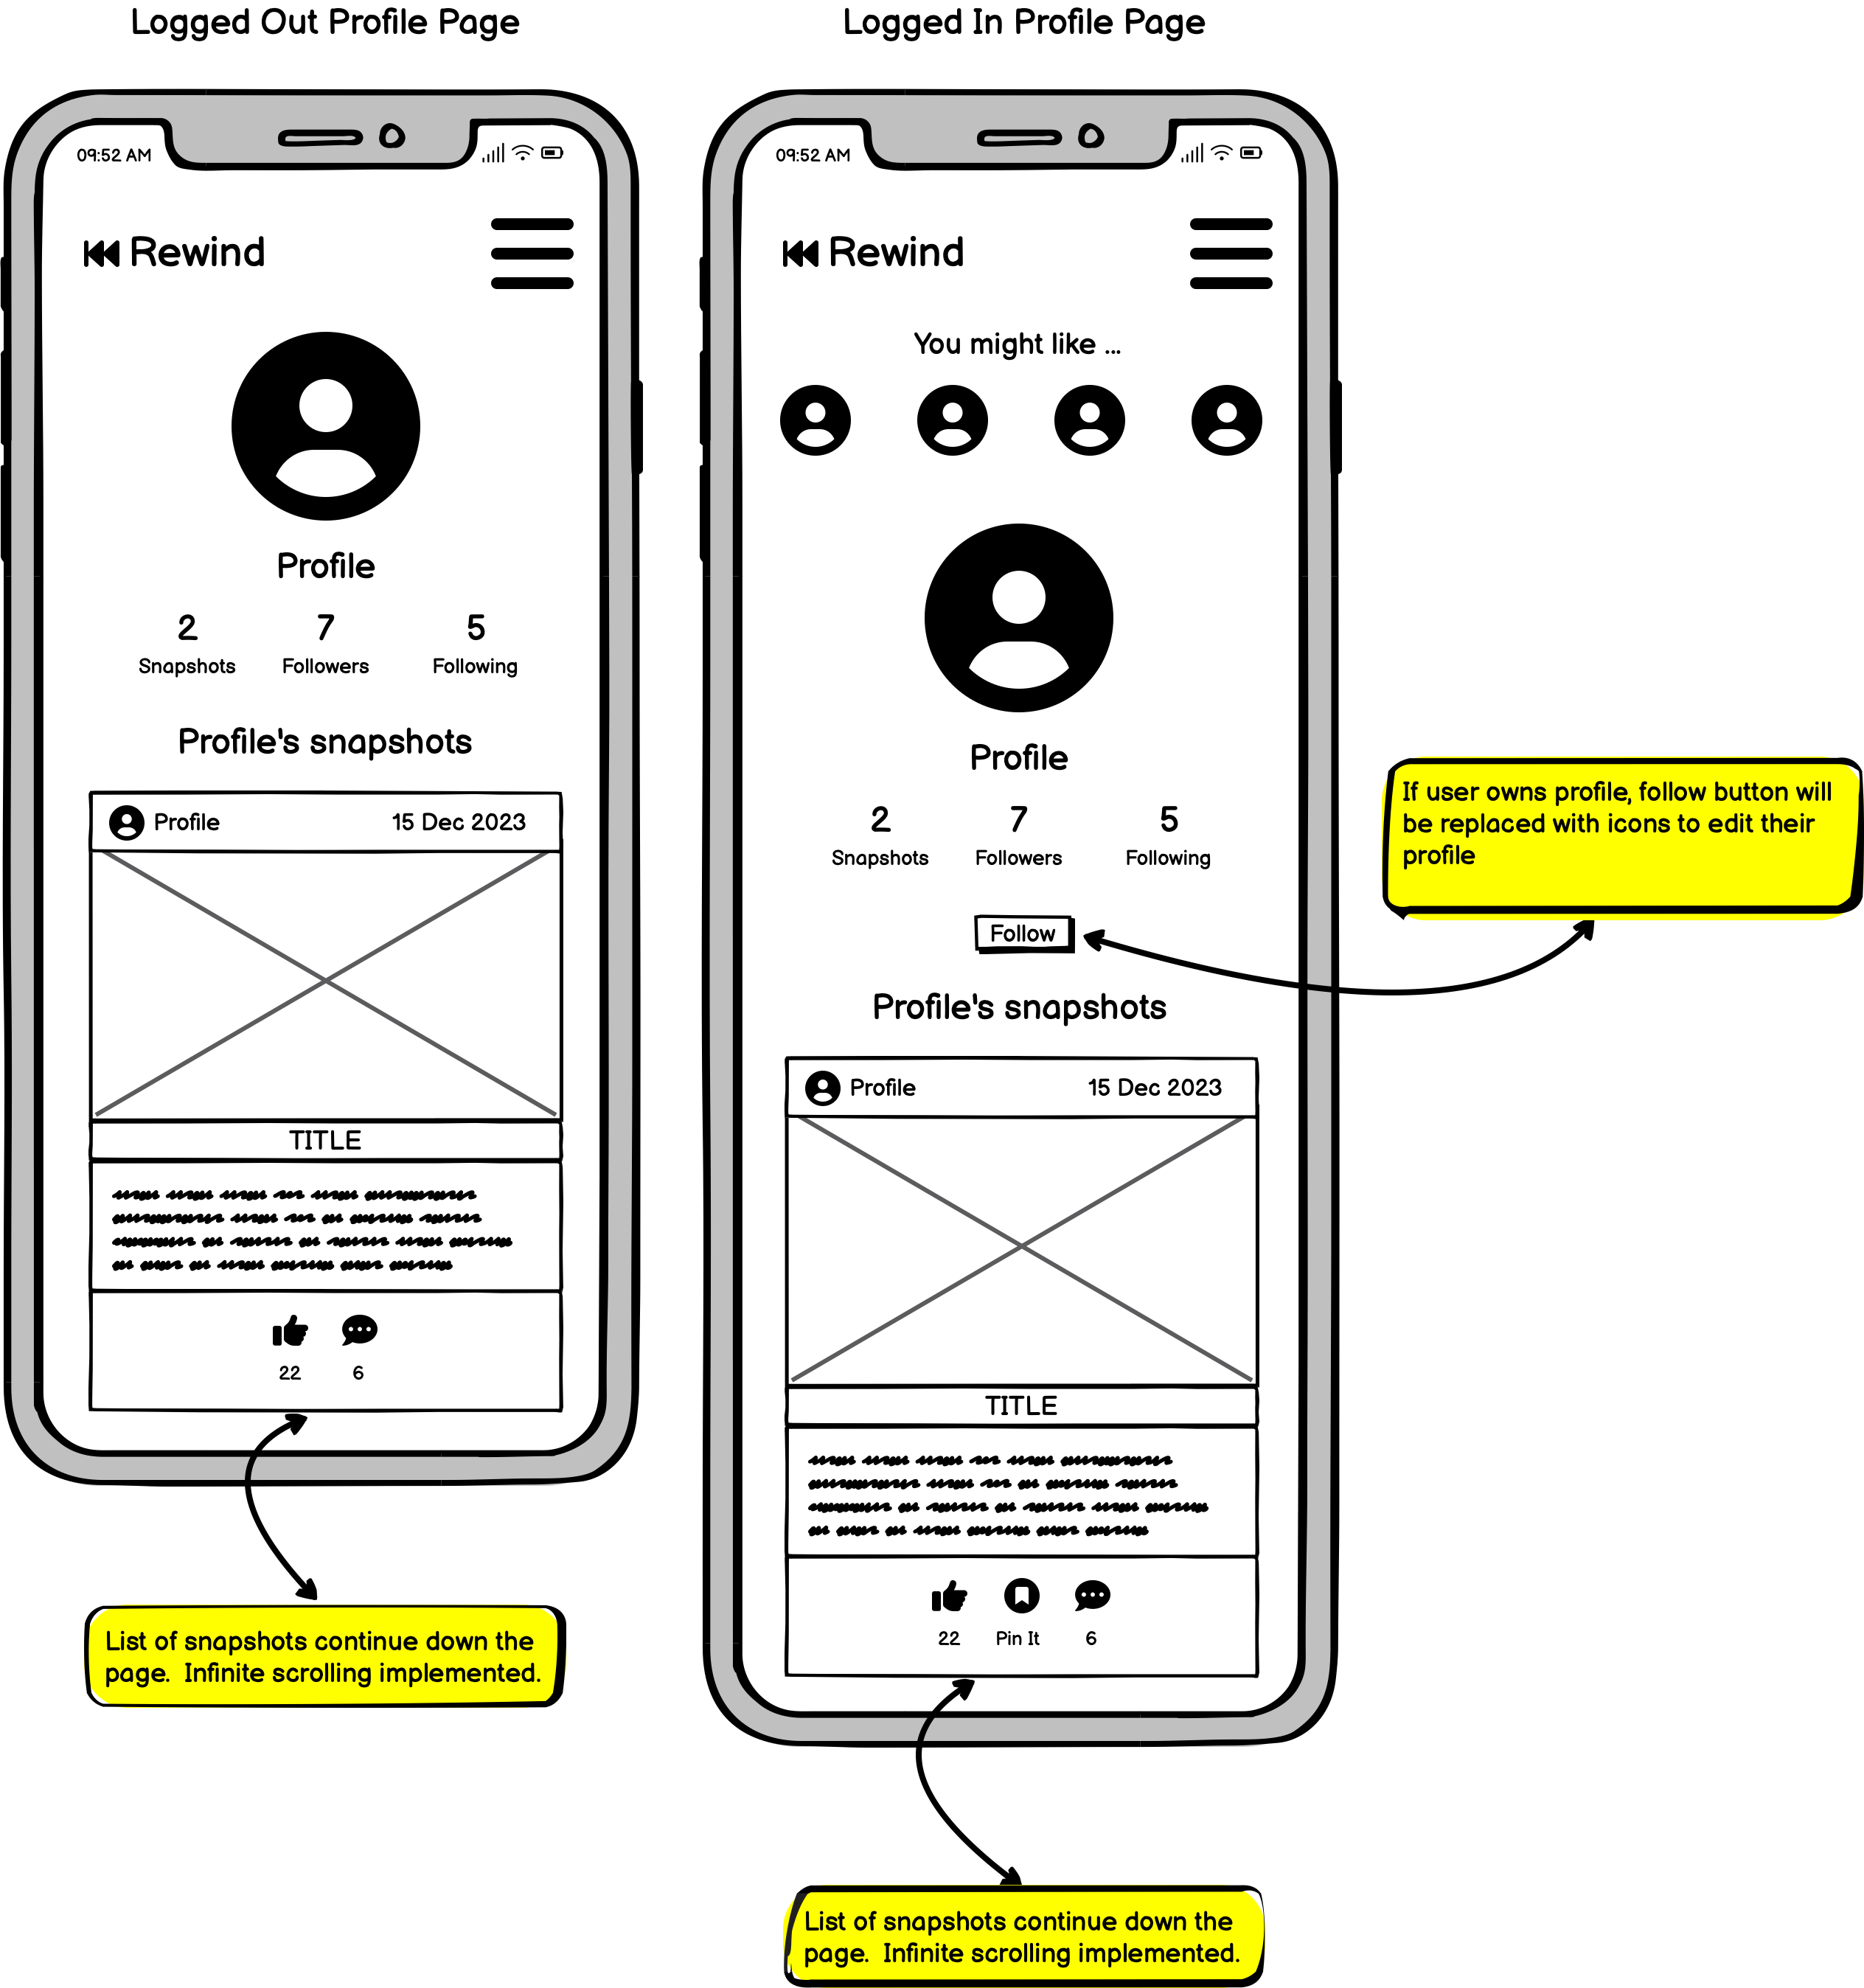 Logged Out Profile Page
09:52 AM
Rewind
Profile
2 7 5
Snapshots Followers Following
Profile's snapshots
Profile 15 Dec 2023
TITLE
22 6
List of snapshots continue down the
page. Infinite scrolling implemented.
Logged In Profile Page
09:52 AM
Rewind
You might like ...
Profile
2 7 5
Snapshots Followers Following
Follow
Profile's snapshots
Profile 15 Dec 2023
TITLE
22 Pin It 6
If user owns profile, follow button will
be replaced with icons to edit their
profile
List of snapshots continue down the
page. Infinite scrolling implemented.